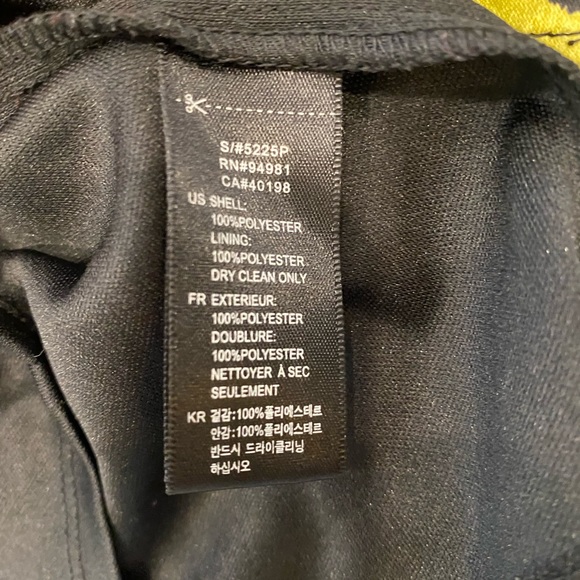 S/#5225P
RN#94981
CA#40198
US SHELL:
100%POLYESTER
LINING:
100%POLYESTER
DRY CLEAN ONLY
FR EXTERIEUR:
100%POLYESTER
DOUBLURE:
100%POLYESTER
NETTOYER À SEC
SEULEMENT
KR 겉감:100%폴리에스테르
안감:100%폴리에스테르
반드시 드라이클리닝
하십시오